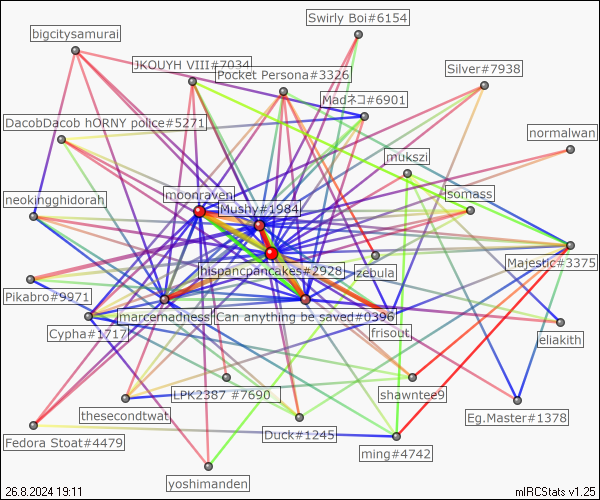 Swirly Boi#6154
bigcitysamurai
JKOUYH VIII#7034
Pocket Persona#3326
Silver#7938
Madネコ#6901
DacobDacob hORNY police#5271
normalwan
mukszi
moonraven
somass
neokingghidorah
Mushy#1984
Majestic#3375
hispancpancakes#2928
zebula
Pikabro#9971
marcemadness
Can anything be saved#0396
Cypha#1717
frisout
eliakith
LPK2387 #7690
shawntee9
thesecondtwat
Eg.Master#1378
Duck#1245
Fedora Stoat#4479
ming#4742
yoshimanden
26.8.2024 19:11
mIRCStats v1.25